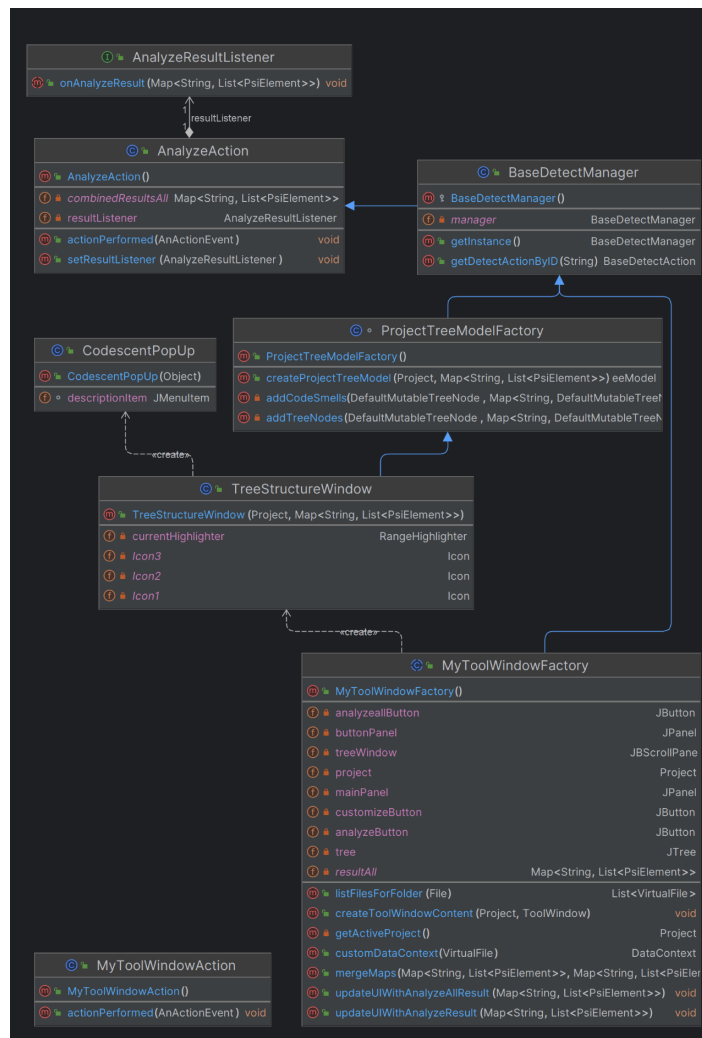 AnalyzeResultListener
onAnalyzeResult(Map<String, List<PsiElement>>) void
1
resultListener
1
AnalyzeAction
AnalyzeAction()
combinedResultsAll Map<String, List<PsiElement>>
resultListener AnalyzeResultListener
actionPerformed(AnActionEvent) void
setResultListener(AnalyzeResultListener) void
BaseDetectManager
BaseDetectManager()
manager BaseDetectManager
getInstance() BaseDetectManager
getDetectActionByID(String) BaseDetectAction
ProjectTreeModelFactory
ProjectTreeModelFactory()
createProjectTreeModel(Project, Map<String, List<PsiElement>>) eeModel
addCodeSmells(DefaultMutableTreeNode, Map<String, DefaultMutableTreeN
addTreeNodes(DefaultMutableTreeNode, Map<String, DefaultMutableTreeN
CodescentPopUp
CodescentPopUp(Object)
descriptionItem JMenuItem
«create»
TreeStructureWindow
TreeStructureWindow(Project, Map<String, List<PsiElement>>)
currentHighlighter RangeHighlighter
Icon3 Icon
Icon2 Icon
Icon1 Icon
«create»
MyToolWindowFactory
MyToolWindowFactory()
analyzeallButton JButton
buttonPanel JPanel
treeWindow JBScrollPane
project Project
mainPanel JPanel
customizeButton JButton
analyzeButton JButton
tree JTree
resultAll Map<String, List<PsiElement>>
listFilesForFolder(File) List<VirtualFile>
createToolWindowContent(Project, ToolWindow) void
getActiveProject() Project
customDataContext(VirtualFile) DataContext
mergeMaps(Map<String, List<PsiElement>>, Map<String, List<PsiEler
updateUIWithAnalyzeAllResult(Map<String, List<PsiElement>>) void
updateUIWithAnalyzeResult(Map<String, List<PsiElement>>) void
MyToolWindowAction
MyToolWindowAction()
actionPerformed(AnActionEvent) void